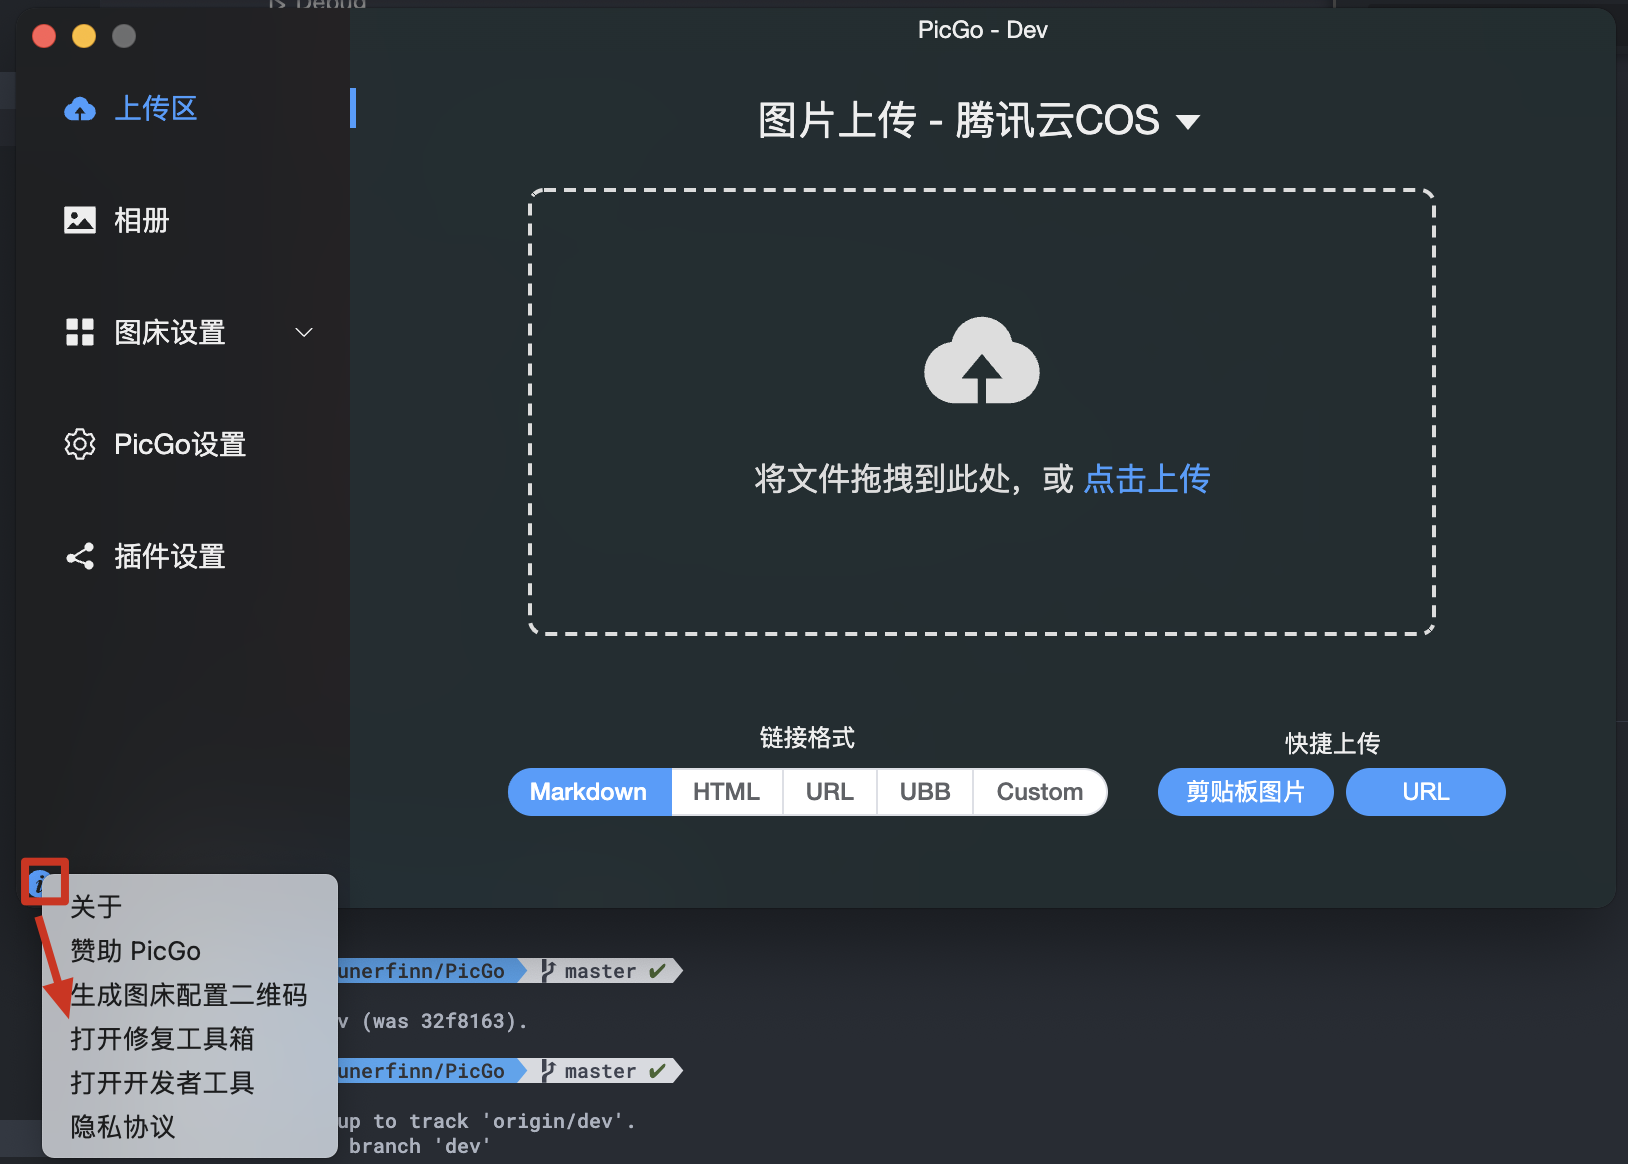 Debug
PicGo - Dev
上传区
相册
图床设置
PicGo设置
插件设置
图片上传 - 腾讯云COS
将文件拖拽到此处，或 点击上传
链接格式
Markdown HTML URL UBB Custom
快捷上传
剪贴板图片 URL
i
关于
赞助 PicGo
生成图床配置二维码
打开修复工具箱
打开开发者工具
隐私协议
unerfinn/PicGo master ✔
v (was 32f8163).
unerfinn/PicGo master ✔
up to track 'origin/dev'.
branch 'dev'